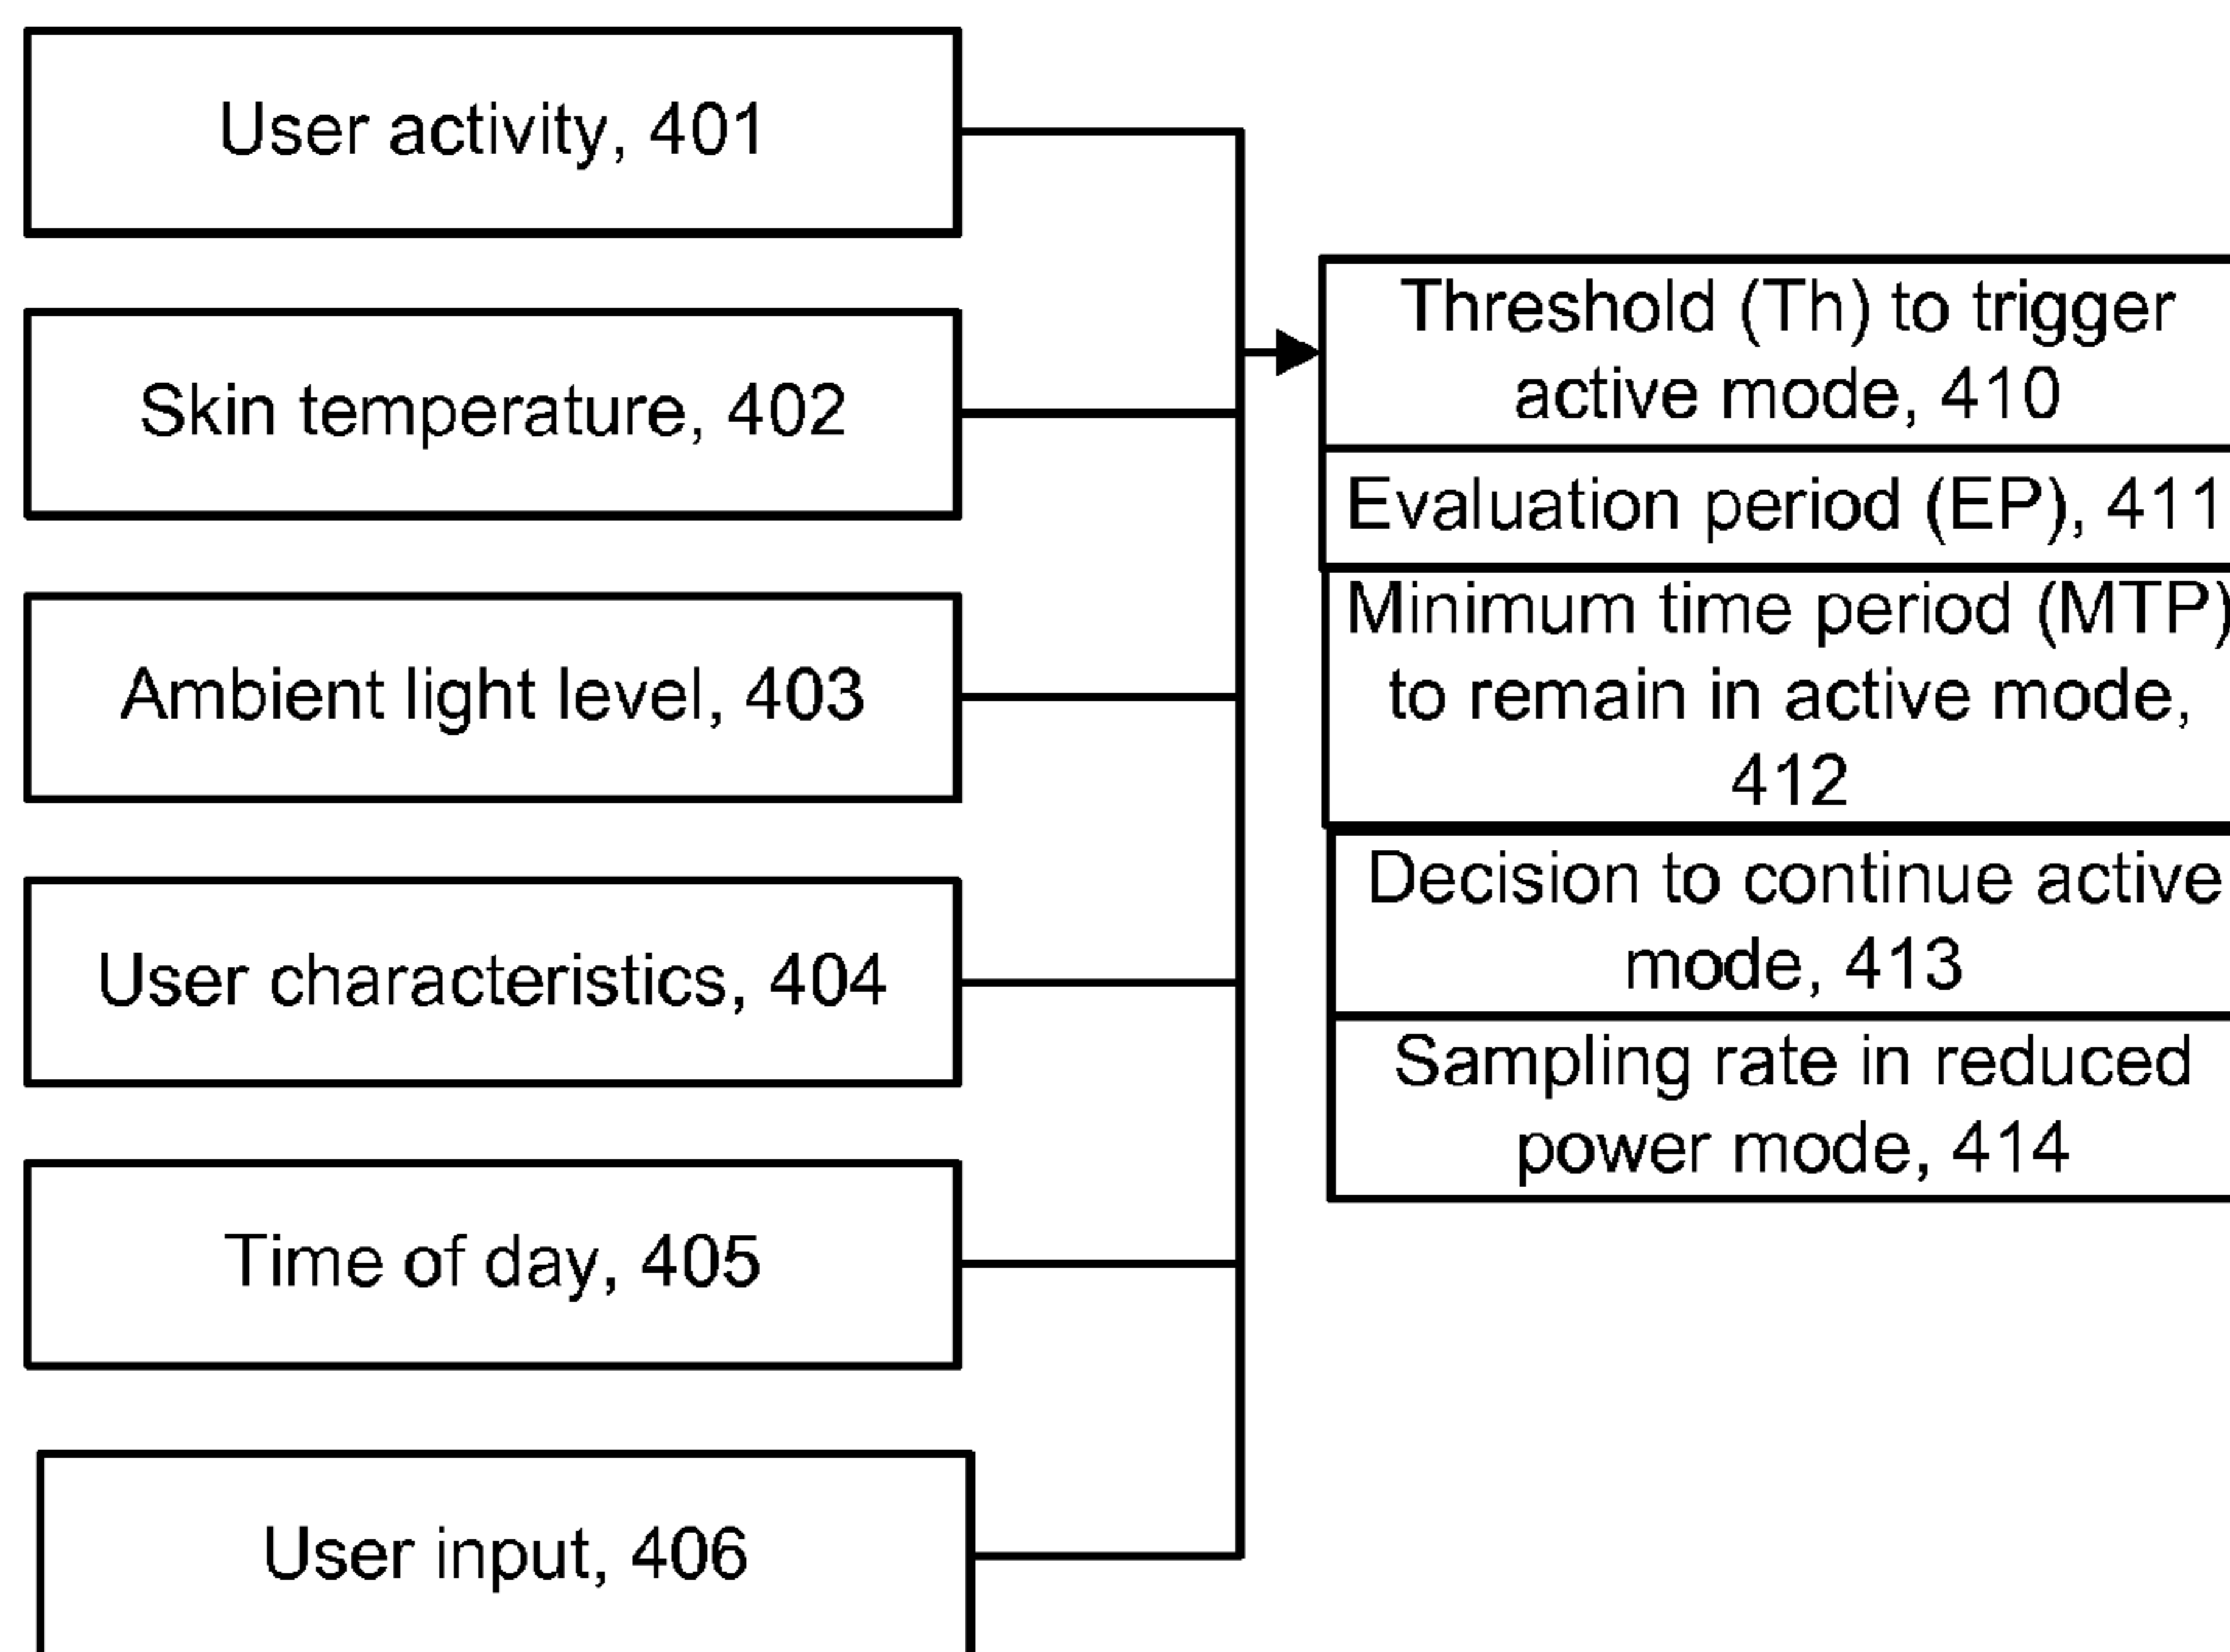 User activity, 401
Skin temperature, 402
Ambient light level, 403
User characteristics, 404
Time of day, 405
User input, 406
Threshold (Th) to trigger
active mode, 410
Evaluation period (EP), 411
Minimum time period (MTP)
to remain in active mode,
412
Decision to continue active
mode, 413
Sampling rate in reduced
power mode, 414